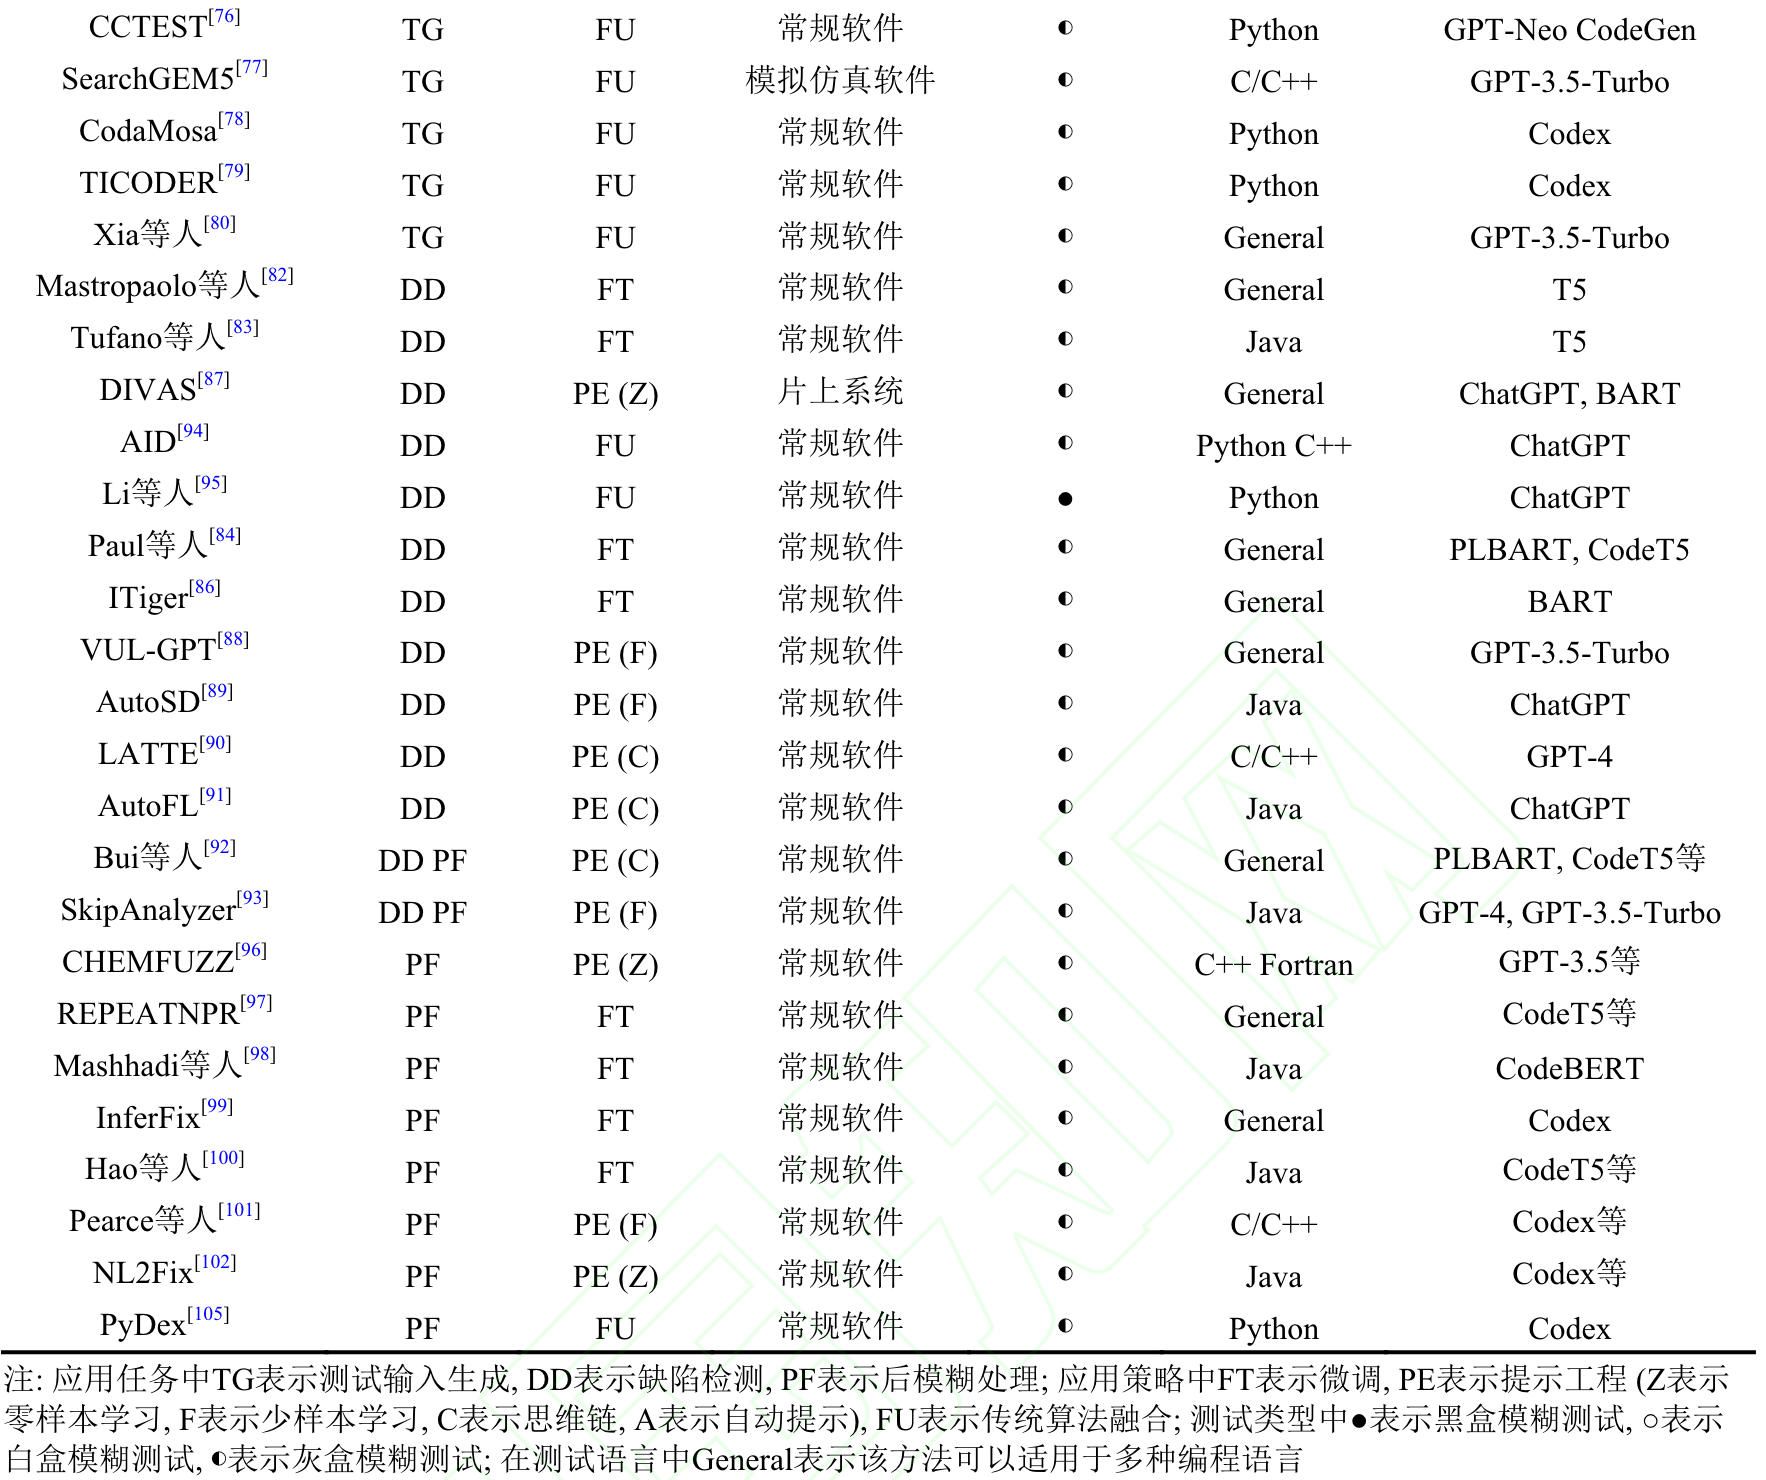 CCTEST[76] TG FU 常规软件 ◐ Python GPT-Neo CodeGen
SearchGEM5[77] TG FU 模拟仿真软件 ◐ C/C++ GPT-3.5-Turbo
CodaMosa[78] TG FU 常规软件 ◐ Python Codex
TICODER[79] TG FU 常规软件 ◐ Python Codex
Xia等人[80] TG FU 常规软件 ◐ General GPT-3.5-Turbo
Mastropaolo等人[82] DD FT 常规软件 ◐ General T5
Tufano等人[83] DD FT 常规软件 ◐ Java T5
DIVAS[87] DD PE (Z) 片上系统 ◐ General ChatGPT, BART
AID[94] DD FU 常规软件 ◐ Python C++ ChatGPT
Li等人[95] DD FU 常规软件 ● Python ChatGPT
Paul等人[84] DD FT 常规软件 ◐ General PLBART, CodeT5
ITiger[86] DD FT 常规软件 ◐ General BART
VUL-GPT[88] DD PE (F) 常规软件 ◐ General GPT-3.5-Turbo
AutoSD[89] DD PE (F) 常规软件 ◐ Java ChatGPT
LATTE[90] DD PE (C) 常规软件 ◐ C/C++ GPT-4
AutoFL[91] DD PE (C) 常规软件 ◐ Java ChatGPT
Bui等人[92] DD PF PE (C) 常规软件 ◐ General PLBART, CodeT5等
SkipAnalyzer[93] DD PF PE (F) 常规软件 ◐ Java GPT-4, GPT-3.5-Turbo
CHEMFUZZ[96] PF PE (Z) 常规软件 ◐ C++ Fortran GPT-3.5等
REPEATNPR[97] PF FT 常规软件 ◐ General CodeT5等
Mashhadi等人[98] PF FT 常规软件 ◐ Java CodeBERT
InferFix[99] PF FT 常规软件 ◐ General Codex
Hao等人[100] PF FT 常规软件 ◐ Java CodeT5等
Pearce等人[101] PF PE (F) 常规软件 ◐ C/C++ Codex等
NL2Fix[102] PF PE (Z) 常规软件 ◐ Java Codex等
PyDex[105] PF FU 常规软件 ◐ Python Codex
注: 应用任务中TG表示测试输入生成, DD表示缺陷检测, PF表示后模糊处理; 应用策略中FT表示微调, PE表示提示工程 (Z表示
零样本学习, F表示少样本学习, C表示思维链, A表示自动提示), FU表示传统算法融合; 测试类型中●表示黑盒模糊测试, ○表示
白盒模糊测试, ◐表示灰盒模糊测试; 在测试语言中General表示该方法可以适用于多种编程语言